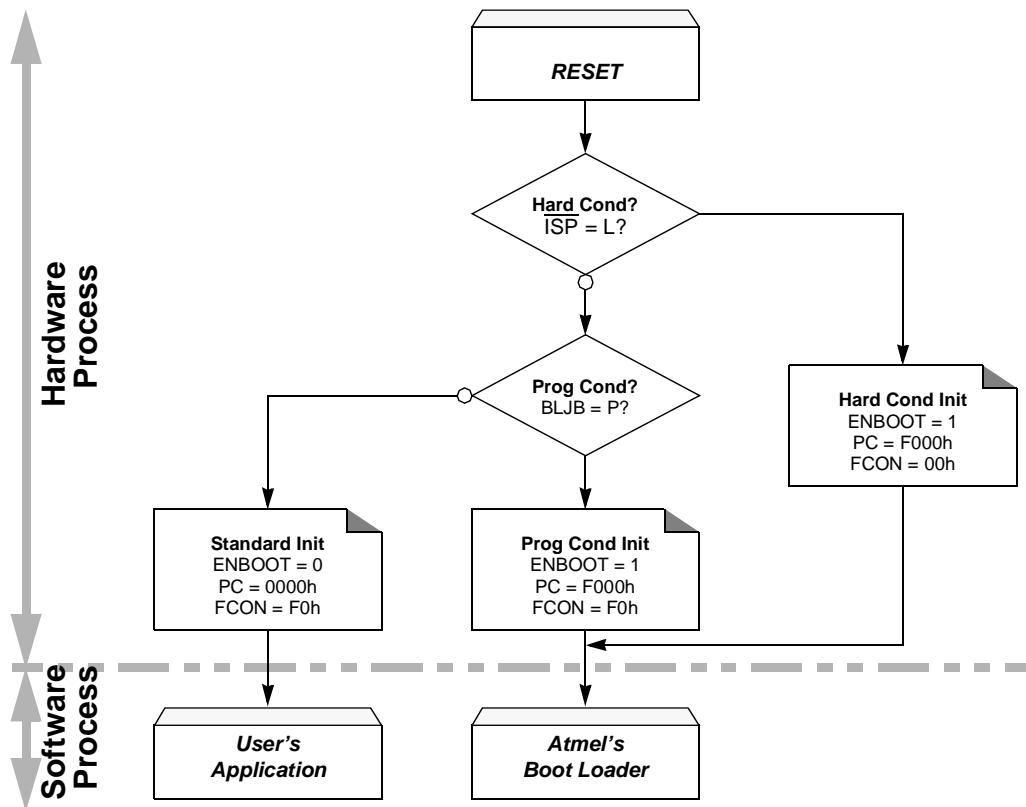 RESET
Hard Cond?
ISP = L?
Prog Cond?
BLJB = P?
Hard Cond Init
ENBOOT = 1
PC = F000h
FCON = 00h
Standard Init
ENBOOT = 0
PC = 0000h
FCON = F0h
Prog Cond Init
ENBOOT = 1
PC = F000h
FCON = F0h
User's
Application
Atmel's
Boot Loader
Hardware
Process
Software
Process